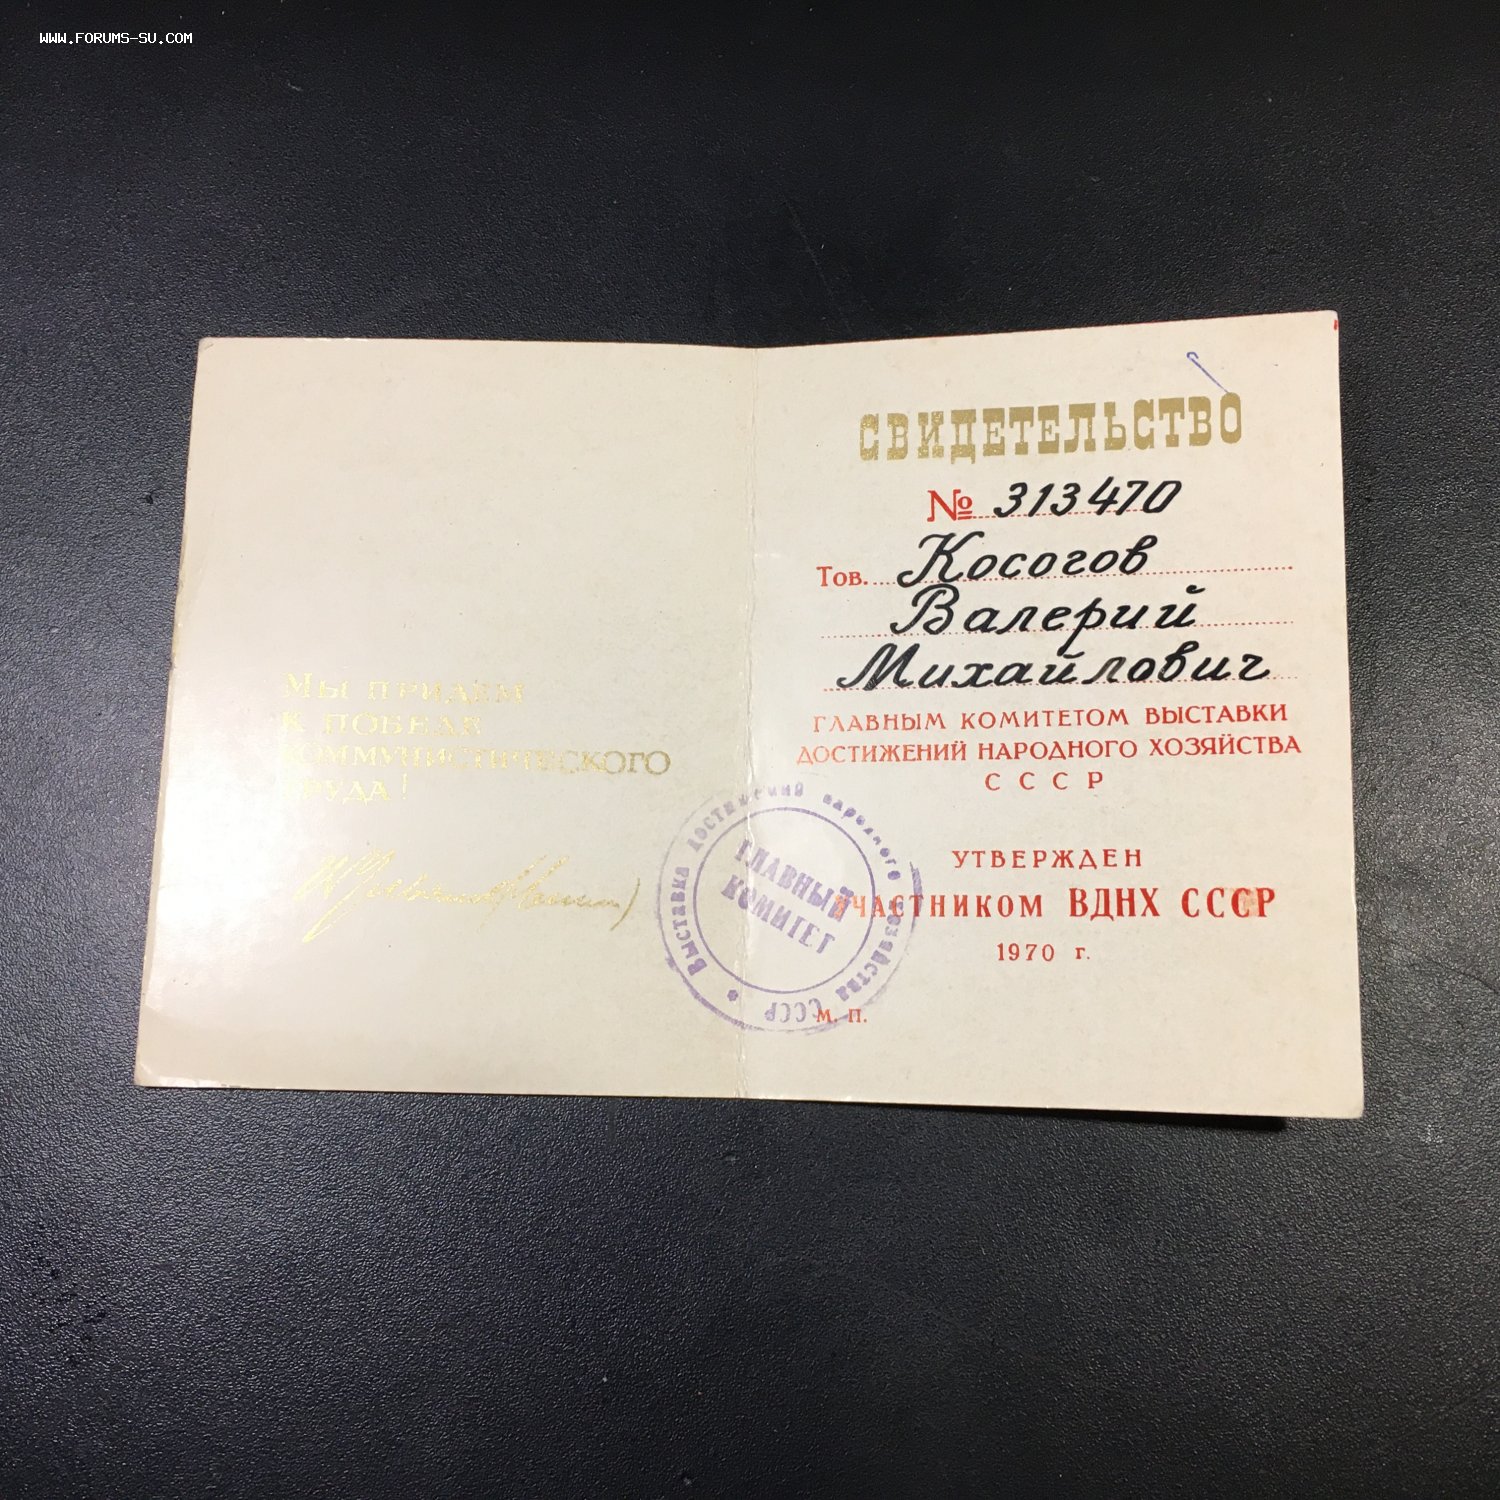 WWW.FORUMS-SU.COM
Мы придём
к победе
коммунистического
труда!
СВИДЕТЕЛЬСТВО
№ 313470
Тов. Косогов
Валерий
Михайлович
ГЛАВНЫМ КОМИТЕТОМ ВЫСТАВКИ
ДОСТИЖЕНИЙ НАРОДНОГО ХОЗЯЙСТВА
СССР
УТВЕРЖДЕН
УЧАСТНИКОМ ВДНХ СССР
1970 г.
М. П.
Выставка достижений народного хозяйства СССР
ГЛАВНЫЙ
КОМИТЕТ